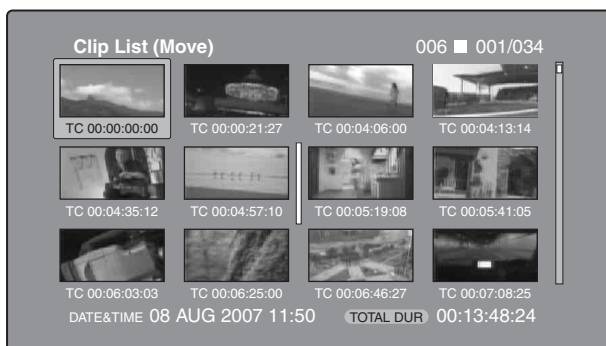 Clip List (Move) 006 001/034
TC 00:00:00:00 TC 00:00:21:27 TC 00:04:06:00 TC 00:04:13:14
TC 00:04:35:12 TC 00:04:57:10 TC 00:05:19:08 TC 00:05:41:05
TC 00:06:03:03 TC 00:06:25:00 TC 00:06:46:27 TC 00:07:08:25
DATE&TIME 08 AUG 2007 11:50 TOTAL DUR 00:13:48:24